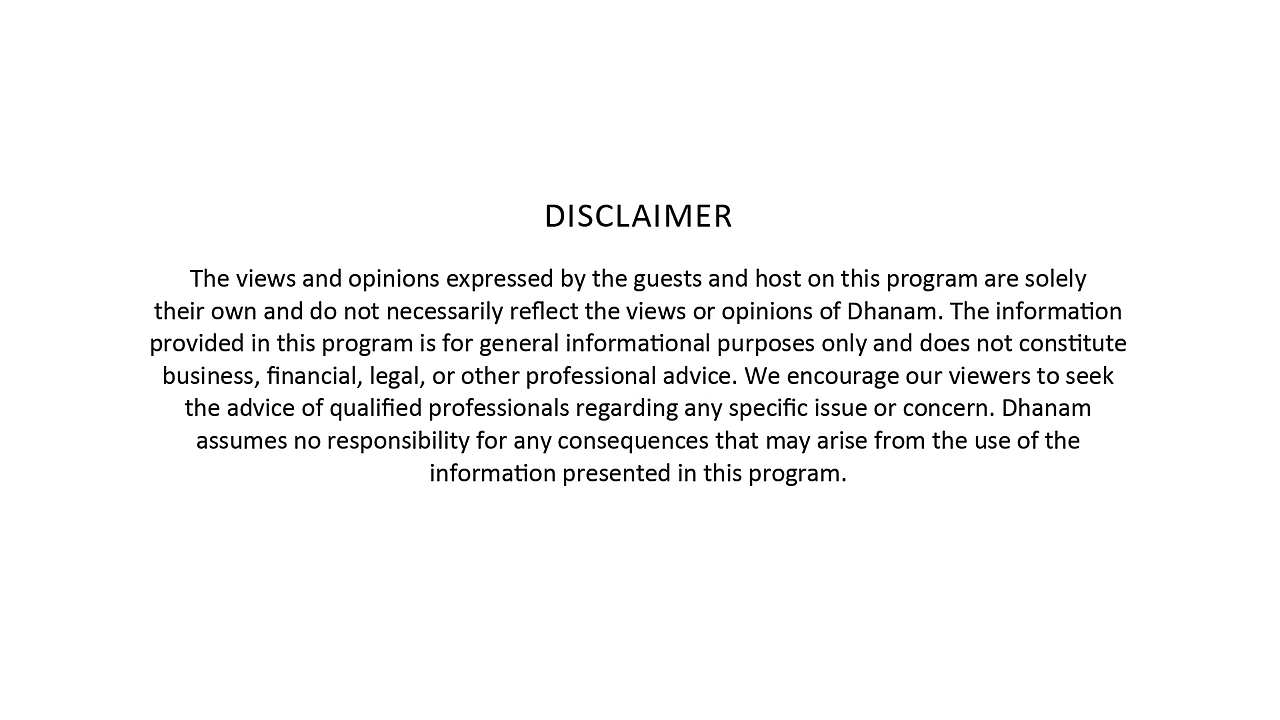 DISCLAIMER
The views and opinions expressed by the guests and host on this program are solely
their own and do not necessarily reflect the views or opinions of Dhanam. The information
provided in this program is for general informational purposes only and does not constitute
business, financial, legal, or other professional advice. We encourage our viewers to seek
the advice of qualified professionals regarding any specific issue or concern. Dhanam
assumes no responsibility for any consequences that may arise from the use of the
information presented in this program.